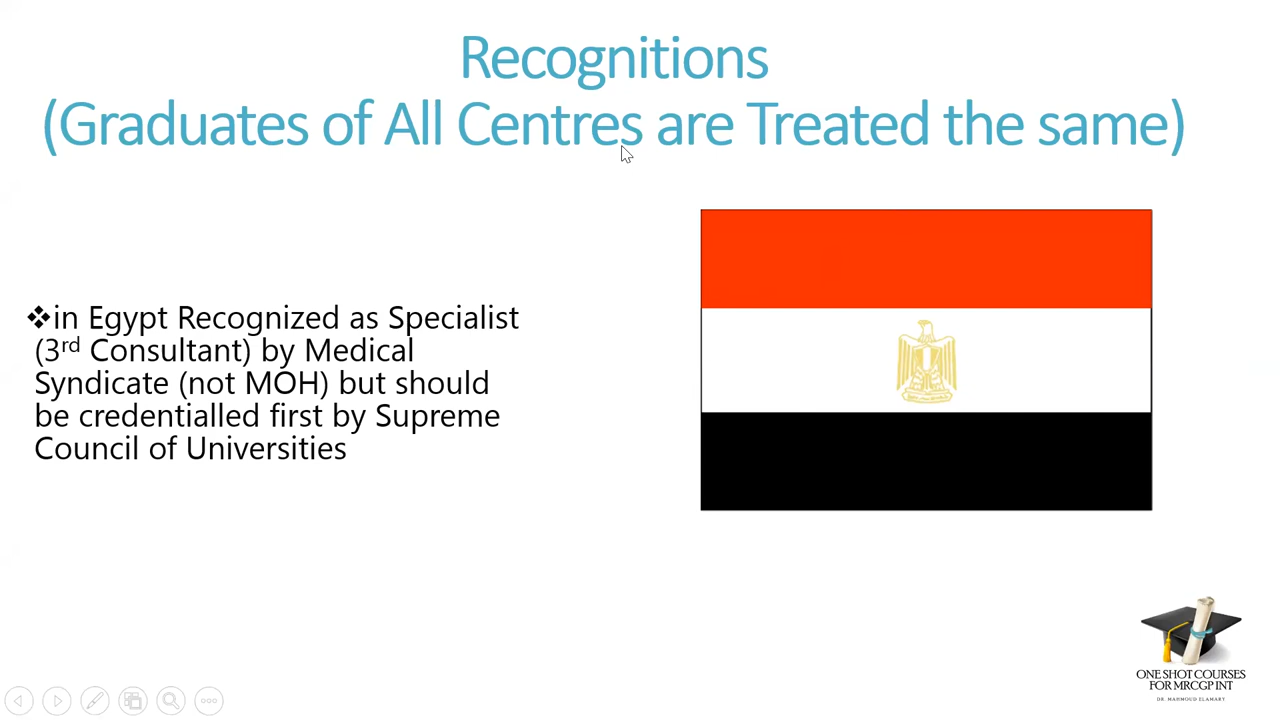 Recognitions
(Graduates of All Centres are Treated the same)
❖in Egypt Recognized as Specialist
(3rd Consultant) by Medical
Syndicate (not MOH) but should
be credentialled first by Supreme
Council of Universities
ONE SHOT COURSES
FOR MRCGP INT
DR. MAHMOUD ELAMARY